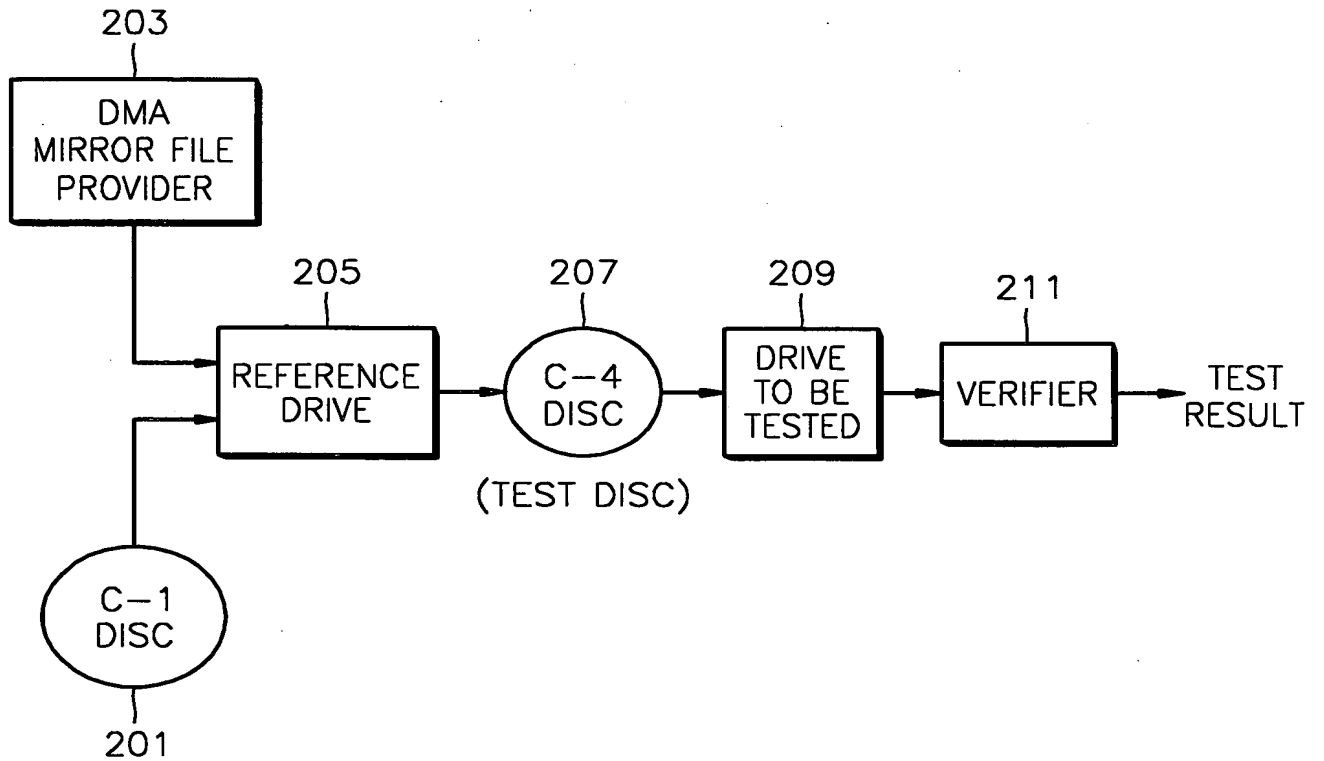 203
DMA
MIRROR FILE
PROVIDER
205
REFERENCE
DRIVE
207
C-4
DISC
(TEST DISC)
209
DRIVE
TO BE
TESTED
211
VERIFIER
TEST
RESULT
C-1
DISC
201